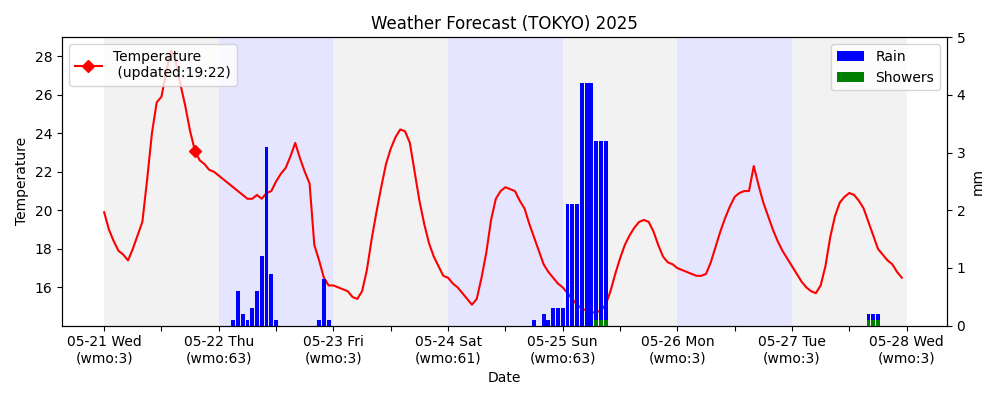 Weather Forecast (TOKYO) 2025
Temperature
(updated:19:22)
Rain
Showers
28
26
24
22
20
18
16
Temperature
5
4
3
2
1
0
mm
05-21 Wed
(wmo:3)
05-22 Thu
(wmo:63)
05-23 Fri
(wmo:3)
05-24 Sat
(wmo:61)
05-25 Sun
(wmo:63)
05-26 Mon
(wmo:3)
05-27 Tue
(wmo:3)
05-28 Wed
(wmo:3)
Date